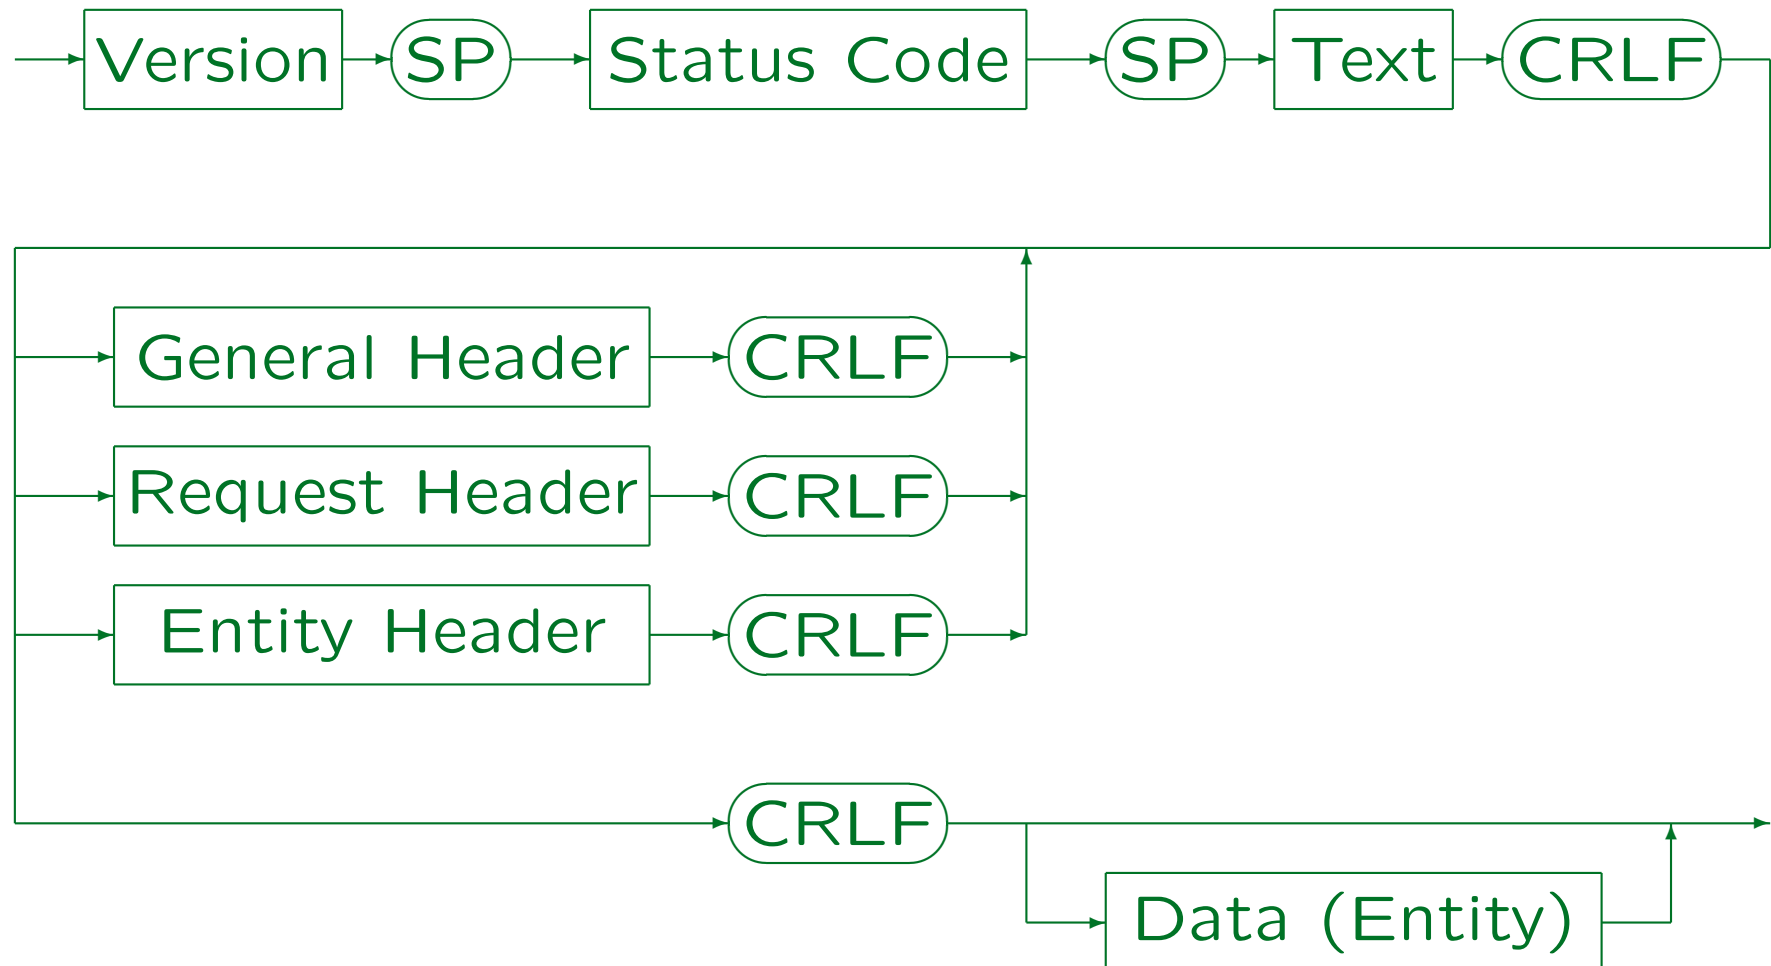 Version SP Status Code SP Text CRLF
General Header CRLF
Request Header CRLF
Entity Header CRLF
CRLF
Data (Entity)